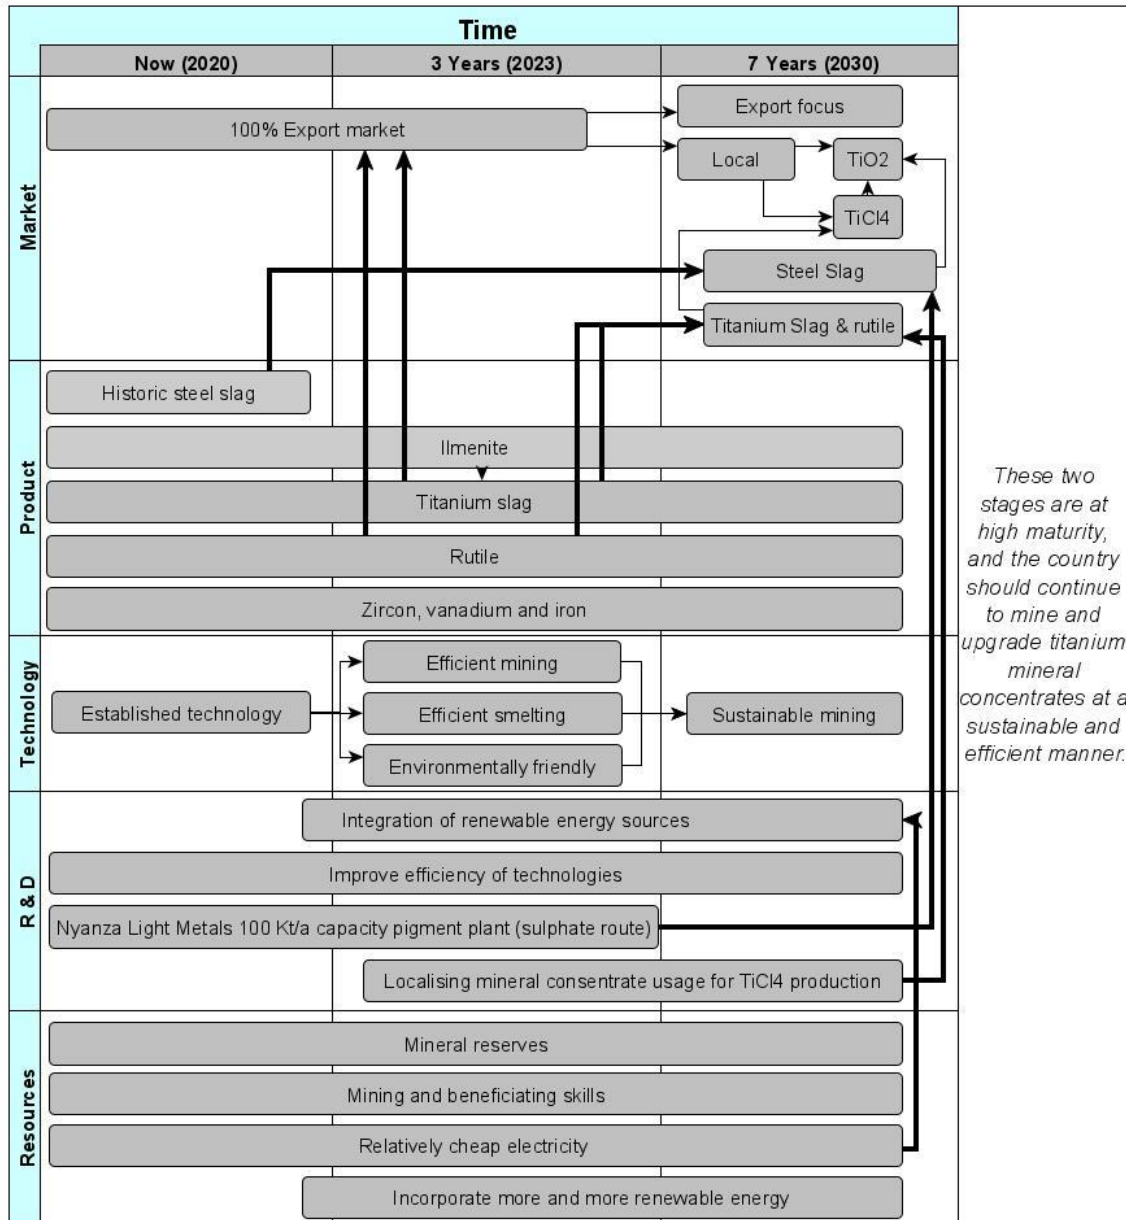 Time
Now (2020)
3 Years (2023)
7 Years (2030)
Market
100% Export market
Export focus
Local
TiO2
TiCl4
Steel Slag
Titanium Slag & rutile
Product
Historic steel slag
Ilmenite
Titanium slag
Rutile
Zircon, vanadium and iron
Technology
Established technology
Efficient mining
Efficient smelting
Environmentally friendly
Sustainable mining
R & D
Integration of renewable energy sources
Improve efficiency of technologies
Nyanza Light Metals 100 Kt/a capacity pigment plant (sulphate route)
Localising mineral consentrate usage for TiCl4 production
Resources
Mineral reserves
Mining and beneficiating skills
Relatively cheap electricity
Incorporate more and more renewable energy
These two
stages are at
high maturity,
and the country
should continue
to mine and
upgrade titanium
mineral
concentrates at a
sustainable and
efficient manner.